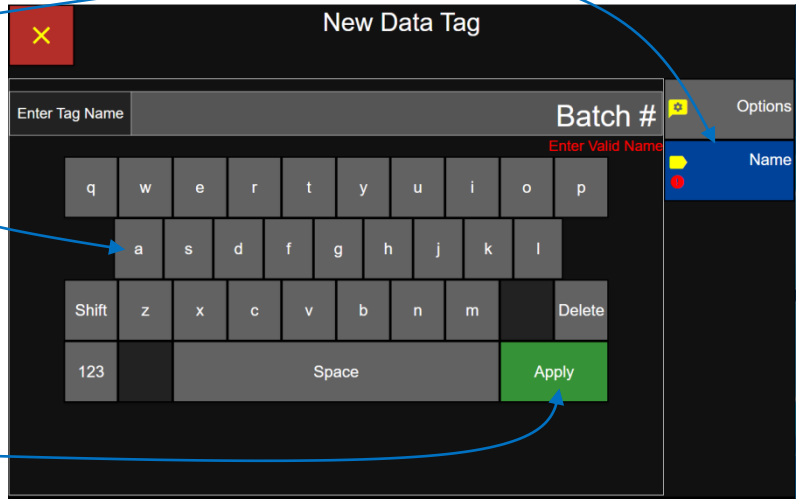 New Data Tag
Options
Enter Tag Name Batch #
Enter Valid Name
Name
q w e r t y u i o p
a s d f g h j k l
Shift z x c v b n m Delete
123 Space Apply